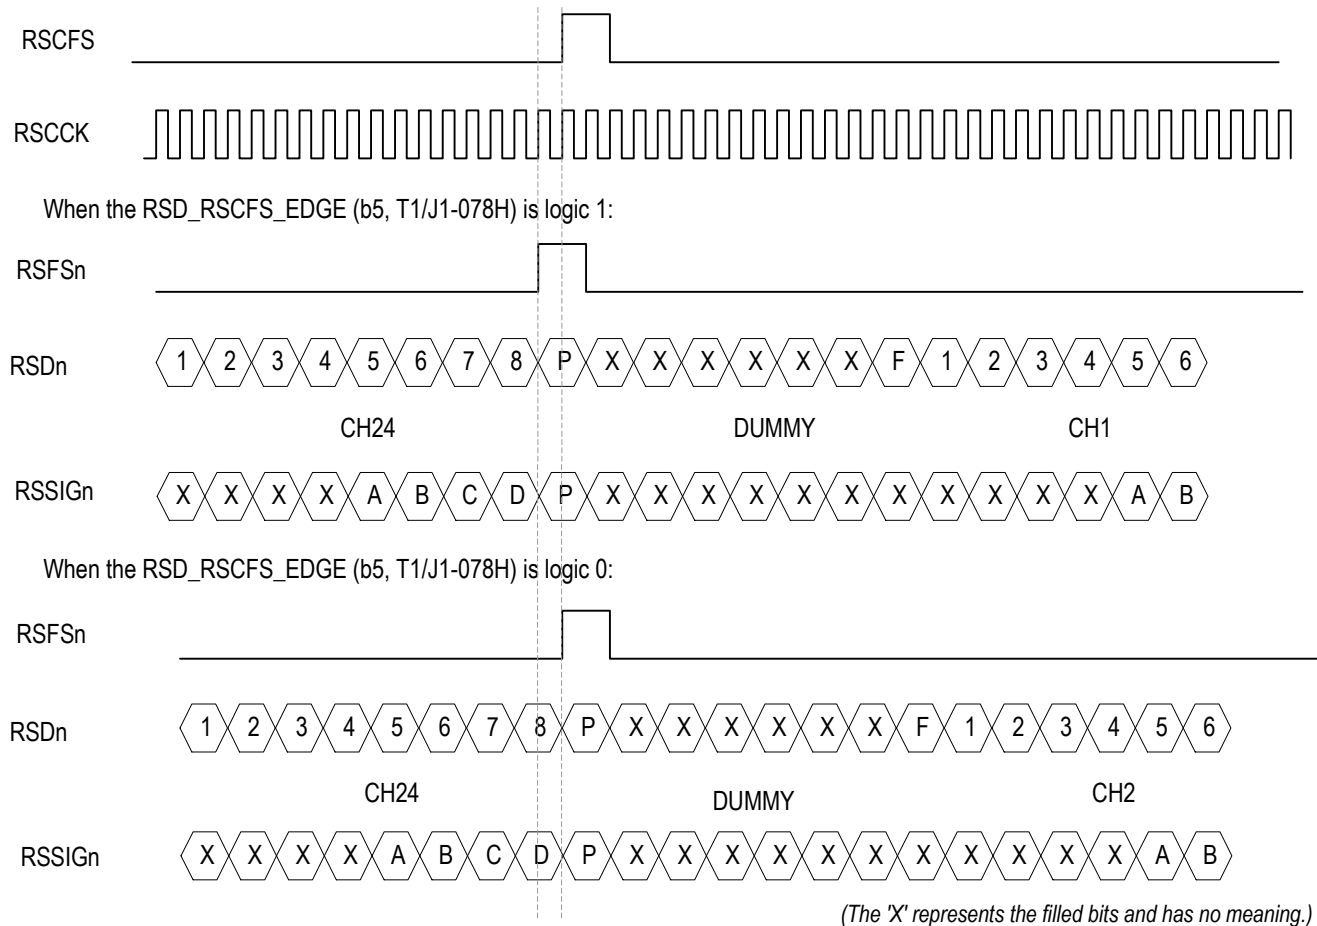 RSCFS
RSCCK
When the RSD_RSCFS_EDGE (b5, T1/J1-078H) is logic 1:
RSFSn
RSDn 1 2 3 4 5 6 7 8 P X X X X X X F 1 2 3 4 5 6
CH24 DUMMY CH1
RSSIGn X X X X A B C D P X X X X X X X X X X X A B
When the RSD_RSCFS_EDGE (b5, T1/J1-078H) is logic 0:
RSFSn
RSDn 1 2 3 4 5 6 7 8 P X X X X X X F 1 2 3 4 5 6
CH24 DUMMY CH2
RSSIGn X X X X A B C D P X X X X X X X X X X X A B
(The 'X' represents the filled bits and has no meaning.)